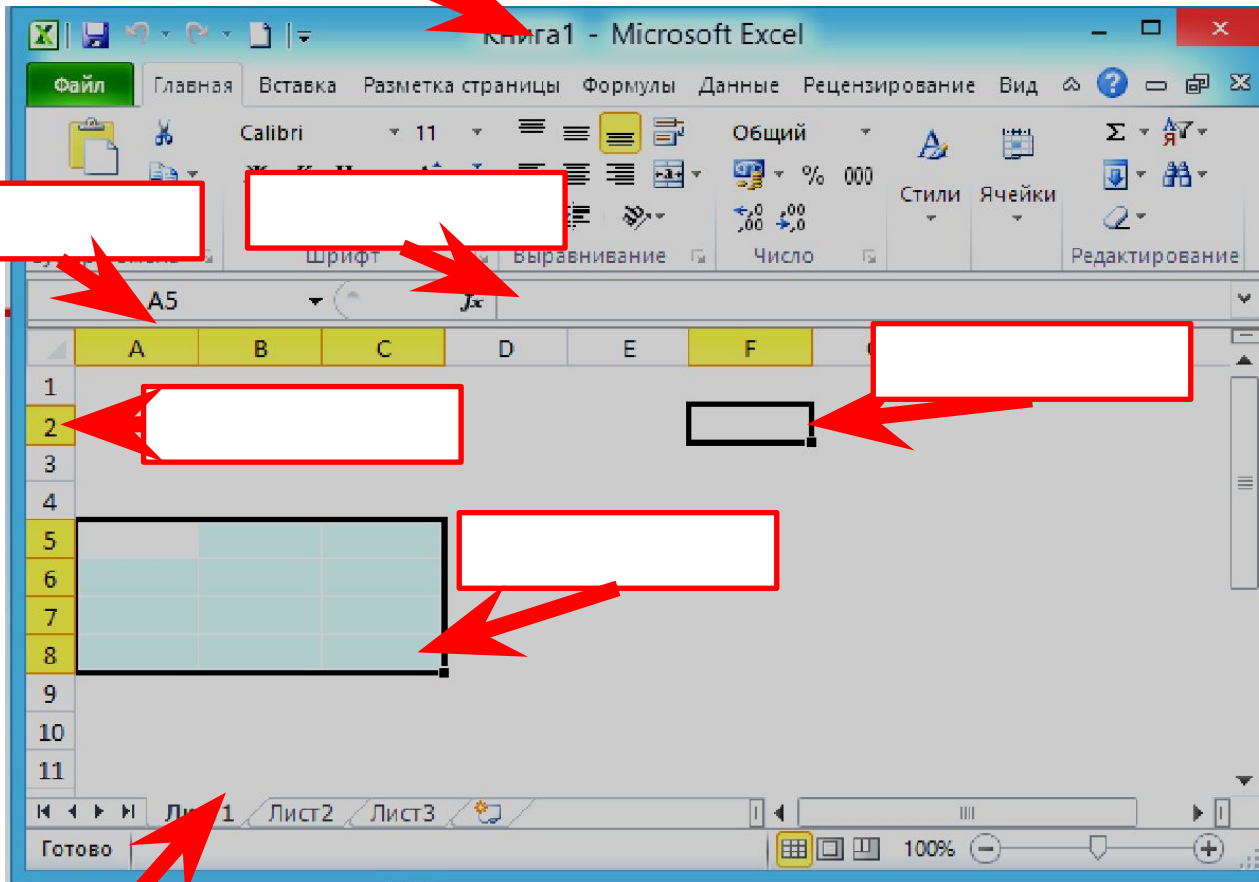 Книга1 - Microsoft Excel
Файл Главная Вставка Разметка страницы Формулы Данные Рецензирование Вид
Calibri 11 Общий
% 000
Стили Ячейки
Шрифт Выравнивание Число Редактирование
A5 fx
A B C D E F
1
2
3
4
5
6
7
8
9
10
11
Лист1 Лист2 Лист3
Готово 100%